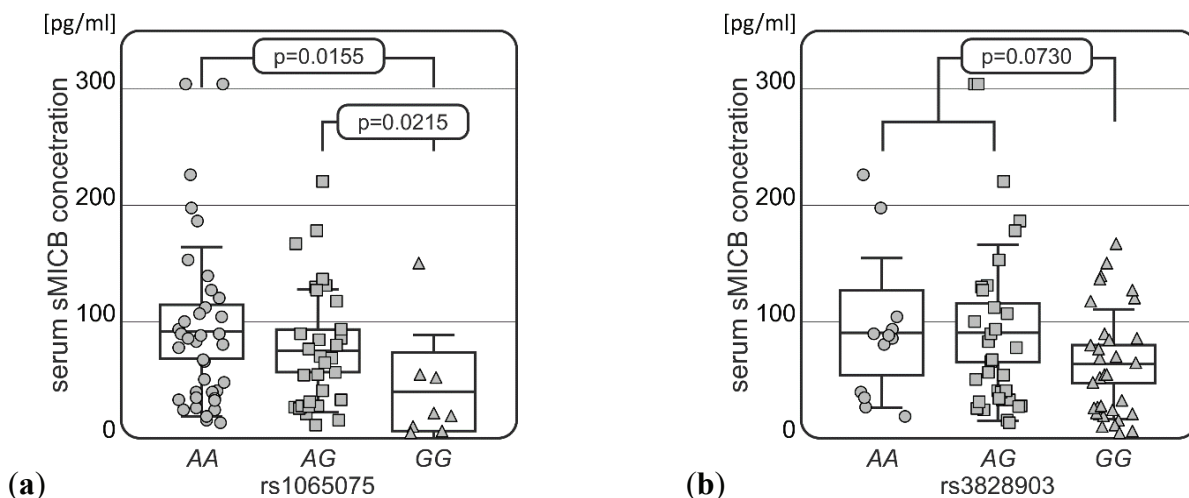 [pg/ml]
serum sMICB concetration
300
200
100
0
p=0.0155
p=0.0215
AA AG GG
rs1065075
(a)
[pg/ml]
serum sMICB concetration
300
200
100
0
p=0.0730
AA AG GG
rs3828903
(b)